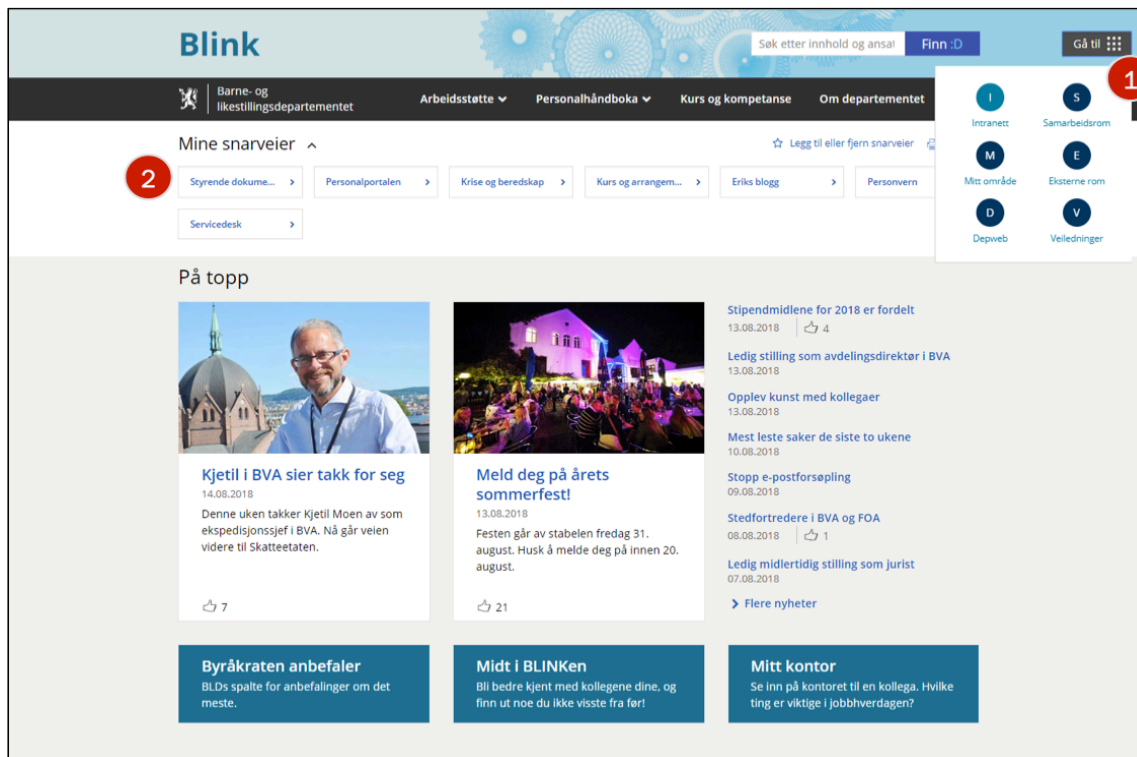 Blink
Søk etter innhold og ansat
Finn :D
Gå til
1
Barne- og
likestillingsdepartementet
Arbeidsstøtte
Personalhåndboka
Kurs og kompetanse
Om departementet
I
Intranett
S
Samarbeidsrom
M
Mitt område
E
Eksterne rom
D
Depweb
V
Veiledninger
Mine snarveier
Legg til eller fjern snarveier
2
Styrende dokume...
Personalportalen
Krise og beredskap
Kurs og arrangem...
Eriks blogg
Personvern
Servicedesk
På topp
Kjetil i BVA sier takk for seg
14.08.2018
Denne uken takker Kjetil Moen av som
ekspedisjonssjef i BVA. Nå går veien
videre til Skatteetaten.
7
Meld deg på årets
sommerfest!
13.08.2018
Festen går av stabelen fredag 31.
august. Husk å melde deg på innen 20.
august.
21
Stipendmidlene for 2018 er fordelt
13.08.2018
4
Ledig stilling som avdelingsdirektør i BVA
13.08.2018
Opplev kunst med kollegaer
13.08.2018
Mest leste saker de siste to ukene
10.08.2018
Stopp e-postforsøpling
09.08.2018
Stedfortredere i BVA og FOA
08.08.2018
1
Ledig midlertidig stilling som jurist
07.08.2018
Flere nyheter
Byråkraten anbefaler
BLDs spalte for anbefalinger om det
meste.
Midt i BLINKen
Bli bedre kjent med kollegene dine, og
finn ut noe du ikke visste fra før!
Mitt kontor
Se inn på kontoret til en kollega. Hvilke
ting er viktige i jobbhverdagen?